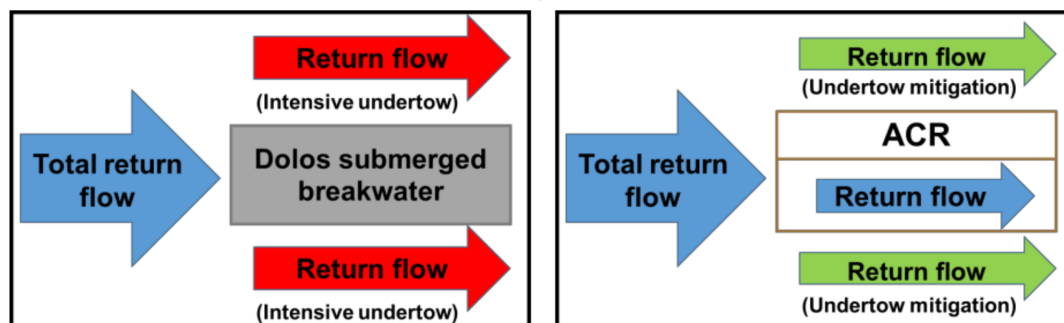 Return flow
(Intensive undertow)
Total return
flow
Dolos submerged
breakwater
Return flow
(Intensive undertow)
Return flow
(Undertow mitigation)
Total return
flow
ACR
Return flow
Return flow
(Undertow mitigation)